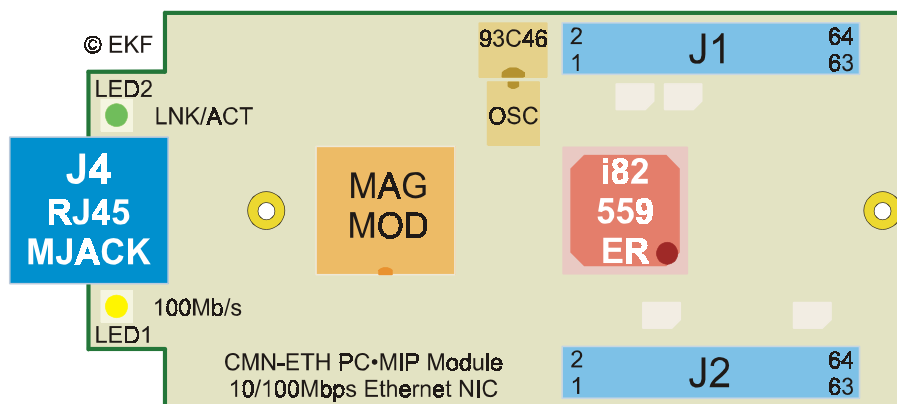 © EKF
93C46
2
1
J1
64
63
LED2
LNK/ACT
OSC
J4
RJ45
MJACK
MAG
MOD
i82
559
ER
100Mb/s
LED1
CMN-ETH PC•MIP Module
10/100Mbps Ethernet NIC
2
1
J2
64
63